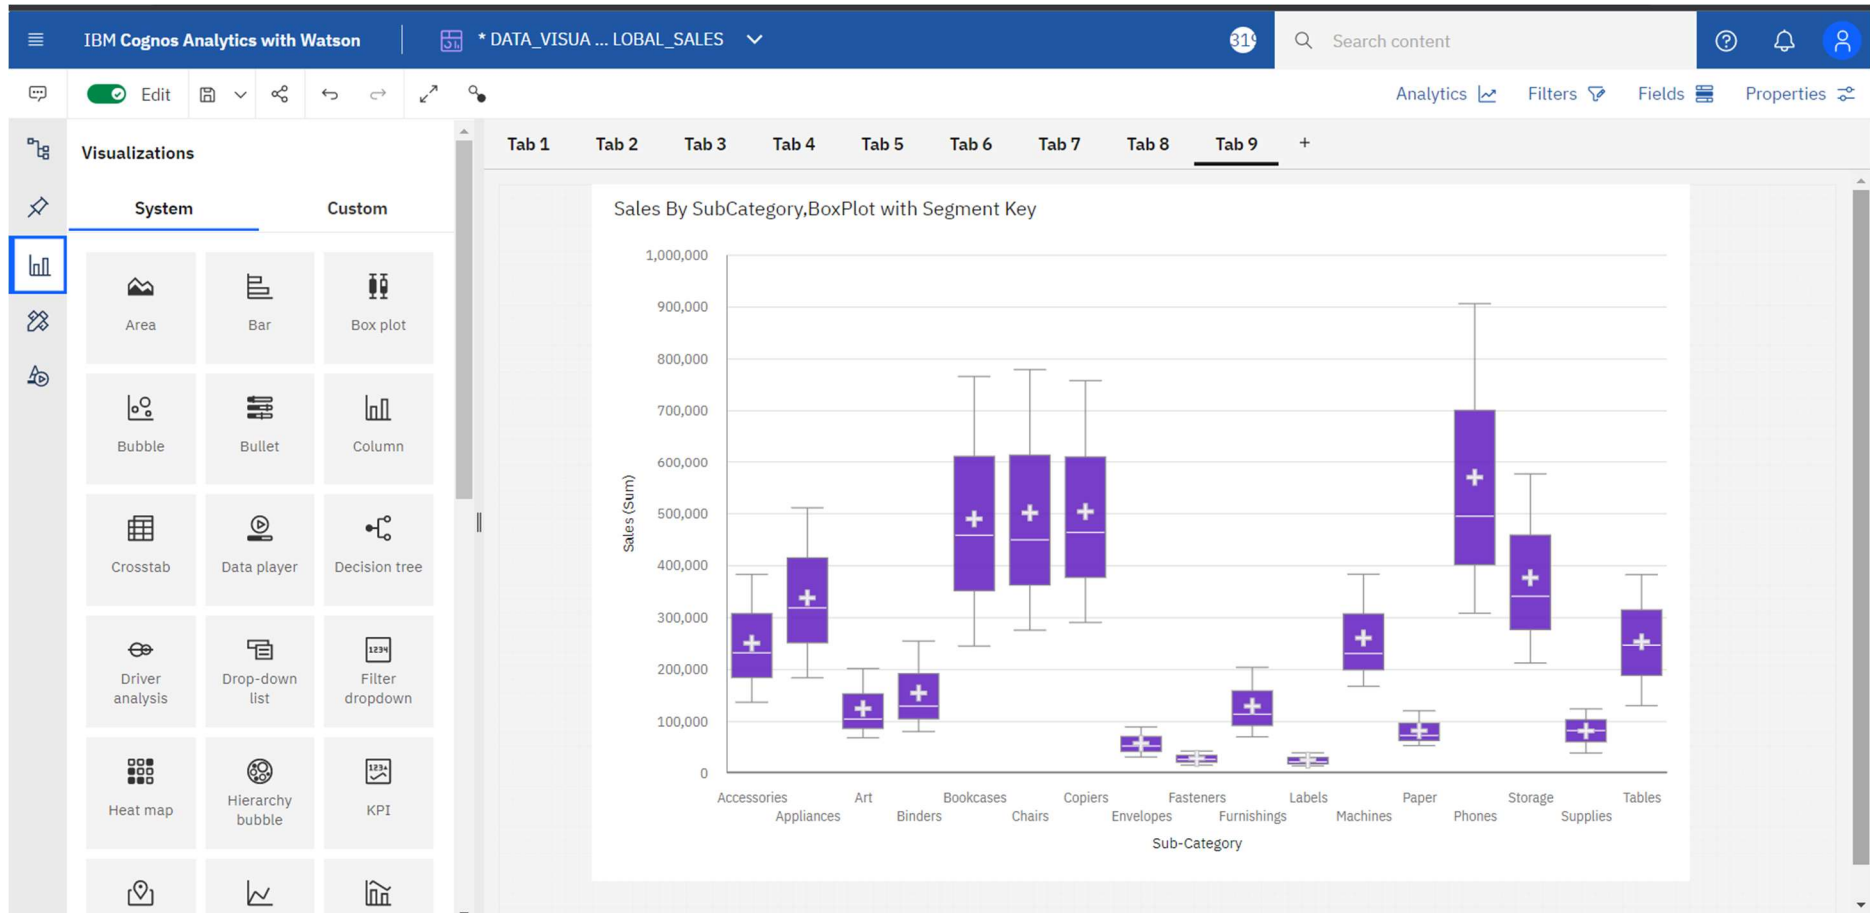 IBM Cognos Analytics with Watson
* DATA_VISUA ... LOBAL_SALES
Search content
Edit
Analytics
Filters
Fields
Properties
Visualizations
System
Custom
Area
Bar
Box plot
Bubble
Bullet
Column
Crosstab
Data player
Decision tree
Driver
analysis
Drop-down
list
1234
Filter
dropdown
Heat map
Hierarchy
bubble
KPI
Tab 1
Tab 2
Tab 3
Tab 4
Tab 5
Tab 6
Tab 7
Tab 8
Tab 9
+
Sales By SubCategory,BoxPlot with Segment Key
1,000,000
900,000
800,000
700,000
600,000
500,000
400,000
300,000
200,000
100,000
0
Sales (Sum)
Accessories
Appliances
Art
Binders
Bookcases
Chairs
Copiers
Envelopes
Fasteners
Furnishings
Labels
Machines
Paper
Phones
Storage
Supplies
Tables
Sub-Category